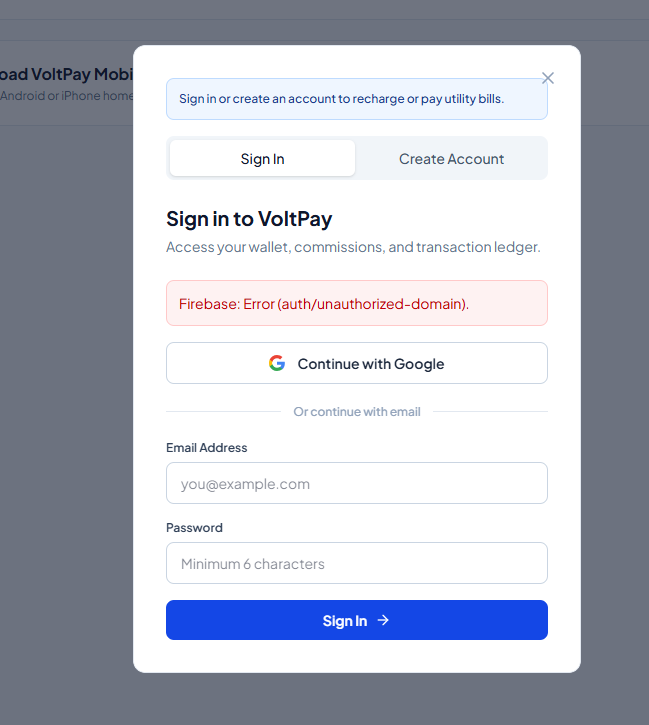 oad VoltPay Mobi
Android or iPhone home
Sign in or create an account to recharge or pay utility bills.
Sign In
Create Account
Sign in to VoltPay
Access your wallet, commissions, and transaction ledger.
Firebase: Error (auth/unauthorized-domain).
Continue with Google
Or continue with email
Email Address
you@example.com
Password
Minimum 6 characters
Sign In →